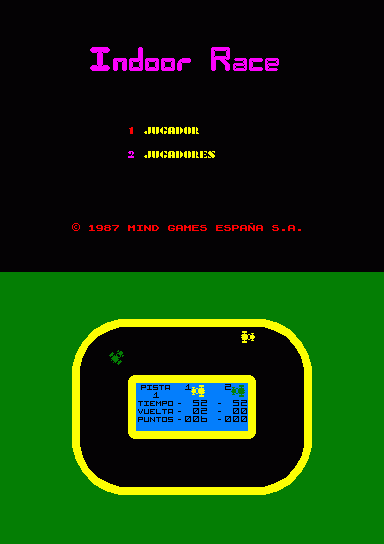 Indoor Race
1 JUGADOR
2 JUGADORES
© 1987 MIND GAMES ESPAÑA S.A.
PISTA 1 2
1
TIEMPO - 52 - 52
VUELTA - 02 - 00
PUNTOS - 006 - 000